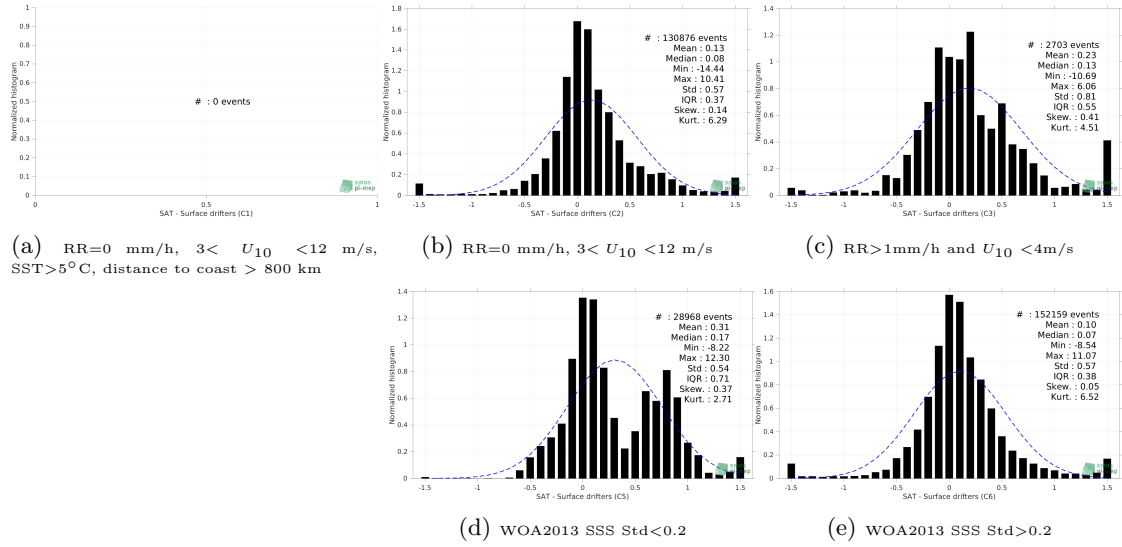 1
0.9
0.8
0.7
0.6
0.5
0.4
0.3
0.2
0.1
0
Normalized histogram
# : 0 events
smos
pi-mep
0 0.5 1
SAT - Surface drifters (C1)
(a) RR=0 mm/h, 3< U10 <12 m/s,
SST>5°C, distance to coast > 800 km
1.8
1.6
1.4
1.2
1
0.8
0.6
0.4
0.2
0
Normalized histogram
# : 130876 events
Mean : 0.13
Median : 0.08
Min : -14.44
Max : 10.41
Std : 0.57
IQR : 0.37
Skew. : 0.14
Kurt. : 6.29
smos
pi-mep
-1.5 -1 -0.5 0 0.5 1 1.5
SAT - Surface drifters (C2)
(b) RR=0 mm/h, 3< U10 <12 m/s
1.4
1.2
1
0.8
0.6
0.4
0.2
0
Normalized histogram
# : 2703 events
Mean : 0.23
Median : 0.13
Min : -10.69
Max : 6.06
Std : 0.81
IQR : 0.55
Skew. : 0.41
Kurt. : 4.51
smos
pi-mep
-1.5 -1 -0.5 0 0.5 1 1.5
SAT - Surface drifters (C3)
(c) RR>1mm/h and U10 <4m/s
1.4
1.2
1
0.8
0.6
0.4
0.2
0
Normalized histogram
# : 28968 events
Mean : 0.31
Median : 0.17
Min : -8.22
Max : 12.30
Std : 0.54
IQR : 0.71
Skew. : 0.37
Kurt. : 2.71
smos
pi-mep
-1.5 -1 -0.5 0 0.5 1 1.5
SAT - Surface drifters (C5)
(d) WOA2013 SSS Std<0.2
1.6
1.4
1.2
1
0.8
0.6
0.4
0.2
0
Normalized histogram
# : 152159 events
Mean : 0.10
Median : 0.07
Min : -8.54
Max : 11.07
Std : 0.57
IQR : 0.38
Skew. : 0.05
Kurt. : 6.52
smos
pi-mep
-1.5 -1 -0.5 0 0.5 1 1.5
SAT - Surface drifters (C6)
(e) WOA2013 SSS Std>0.2